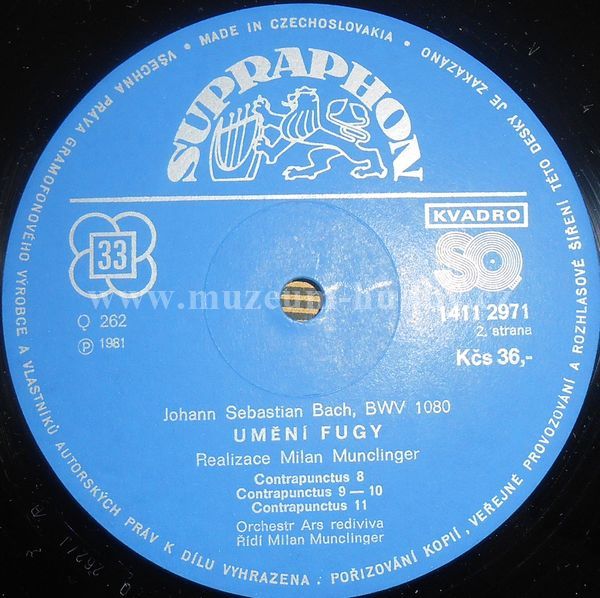 VŠECHNA PRÁVA GRAMOFONOVÉHO VÝROBCE A VLASTNÍKŮ AUTORSKÝCH PRÁV K DÍLU VYHRAZENA. POŘIZOVÁNÍ KOPIÍ, VEŘEJNÉ PROVOZOVÁNÍ A ROZHLASOVÉ ŠÍŘENÍ TÉTO DESKY JE ZAKÁZÁNO • MADE IN CZECHOSLOVAKIA •
SUPRAPHON
33
KVADRO
SQ
Q 262
1411 2971
Ⓟ 1981
2. strana
Kčs 36,-
Johann Sebastian Bach, BWV 1080
UMĚNÍ FUGY
Realizace Milan Munclinger
Contrapunctus 8
Contrapunctus 9 — 10
Contrapunctus 11
Orchestr Ars rediviva
Řídí Milan Munclinger